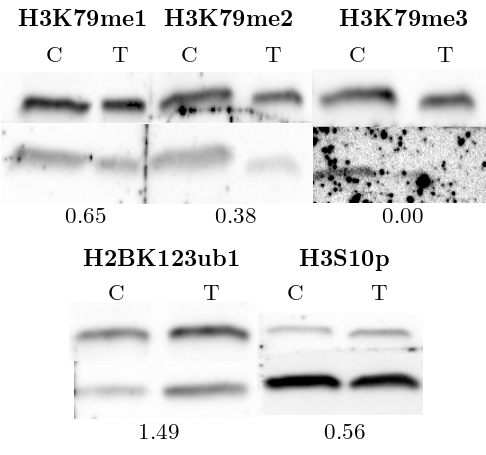 H3K79me1 H3K79me2 H3K79me3
C T C T C T
0.65 0.38 0.00
H2BK123ub1 H3S10p
C T C T
1.49 0.56